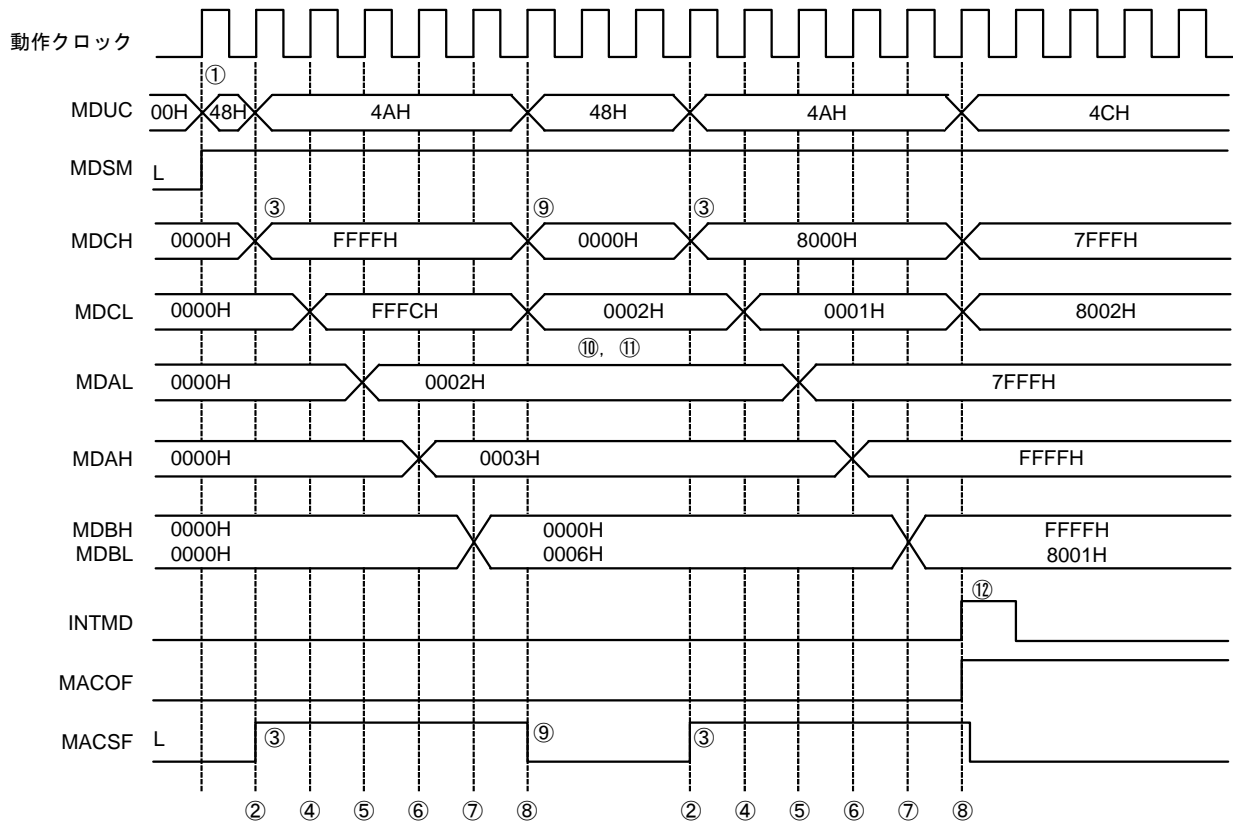 動作クロック
①
MDUC 00H 48H 4AH 48H 4AH 4CH
MDSM L
③ ⑨ ③
MDCH 0000H FFFFH 0000H 8000H 7FFFH
MDCL 0000H FFFCH 0002H 0001H 8002H
⑩, ⑪
MDAL 0000H 0002H 7FFFH
MDAH 0000H 0003H FFFFH
MDBH 0000H 0000H FFFFH
MDBL 0000H 0006H 8001H
⑫
INTMD
MACOF
MACSF L ③ ⑨ ③
② ④ ⑤ ⑥ ⑦ ⑧ ② ④ ⑤ ⑥ ⑦ ⑧